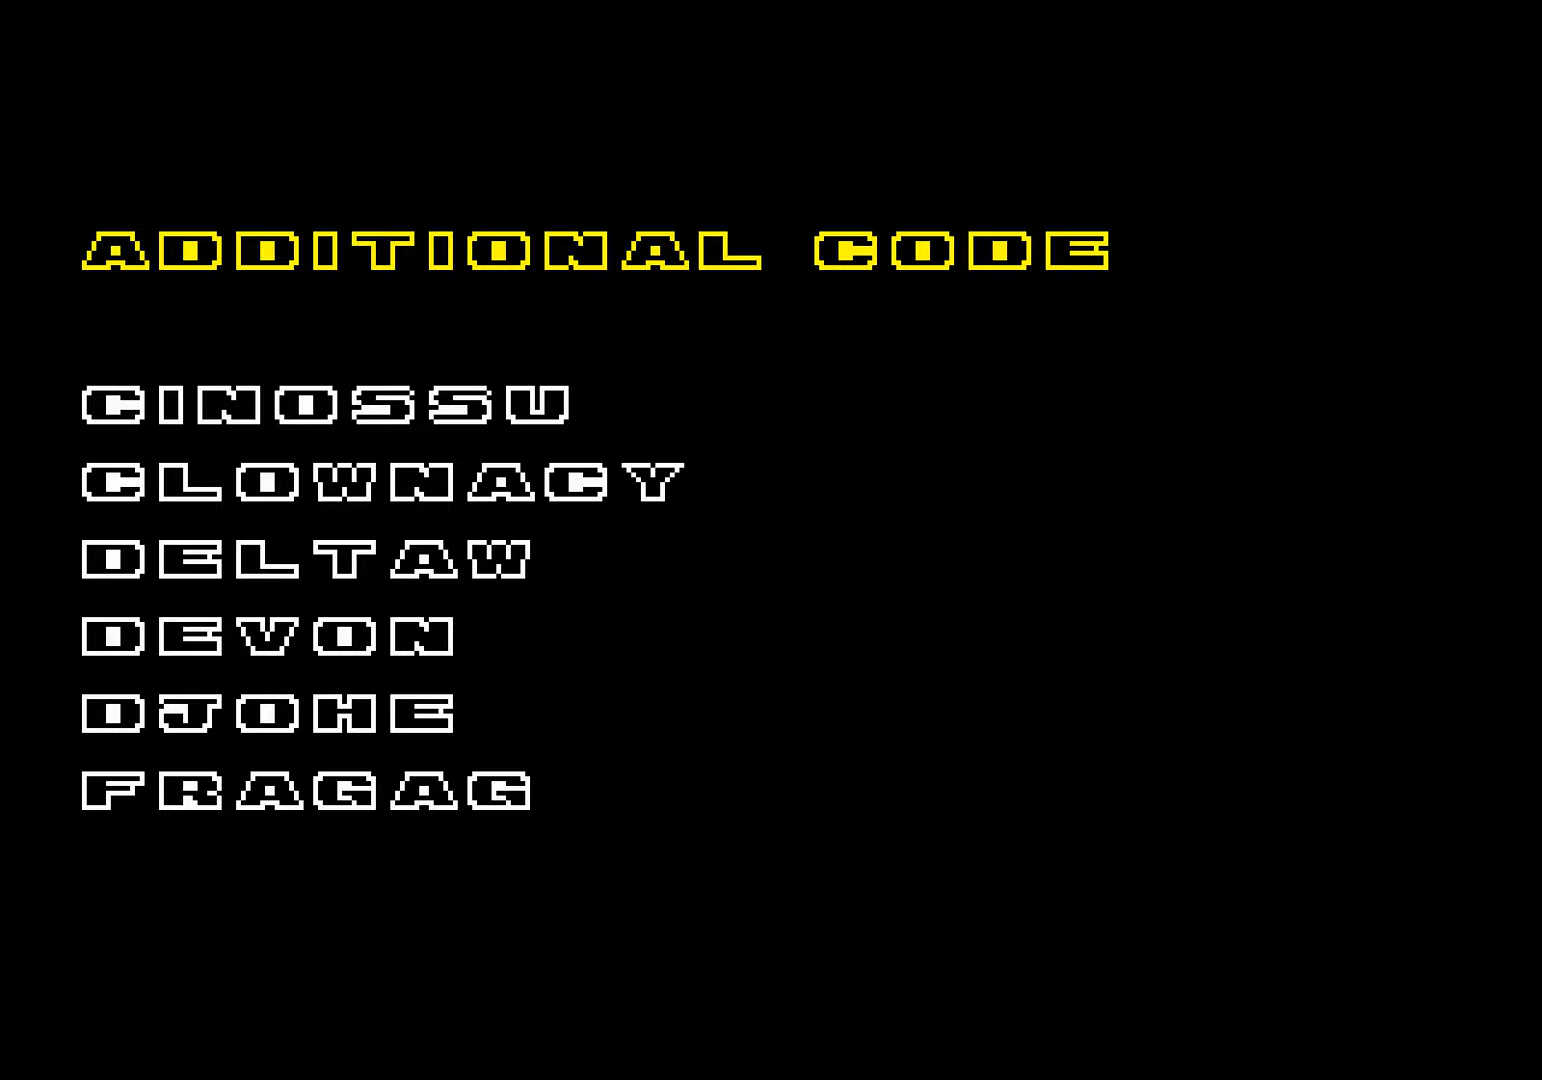 ADDITIONAL CODE
CINOSSU
CLOWNACY
DELTAW
DEVON
DJOHE
FRAGAG